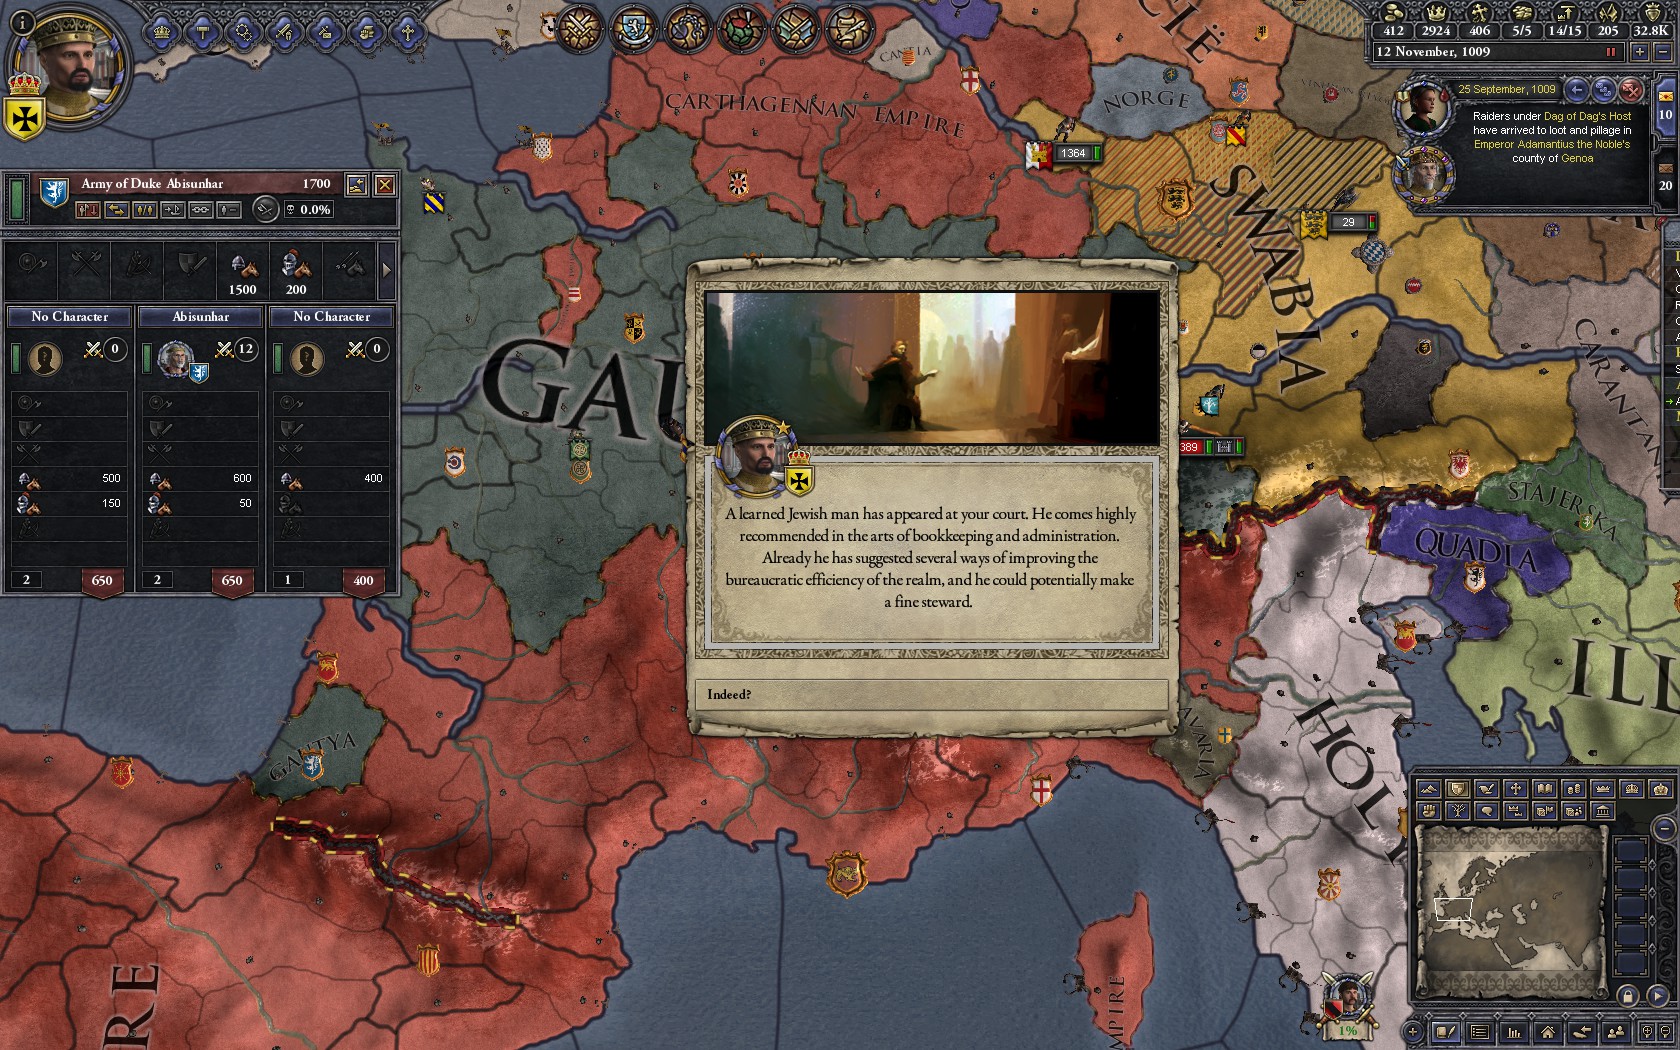 412 2924 406 5/5 14/15 205 32.8K
12 November, 1009
25 September, 1009
Raiders under Dag of Dag's Host
have arrived to loot and pillage in
Emperor Adamantius the Noble's
county of Genoa
10
20
Army of Duke Abisunhar 1700
0.0%
1500 200
No Character Abisunhar No Character
0 12 0
500 600 400
150 50
2 650 2 650 1 400
CANTIA
CARTHAGENNAN EMPIRE
NORGE
1364
SWABIA
29
389
CARANTAN
STAJERSKA
QUADIA
GAU
A learned Jewish man has appeared at your court. He comes highly
recommended in the arts of bookkeeping and administration.
Already he has suggested several ways of improving the
bureaucratic efficiency of the realm, and he could potentially make
a fine steward.
Indeed?
ILL
HOL
AVARIA
RE
MPIRE
1%